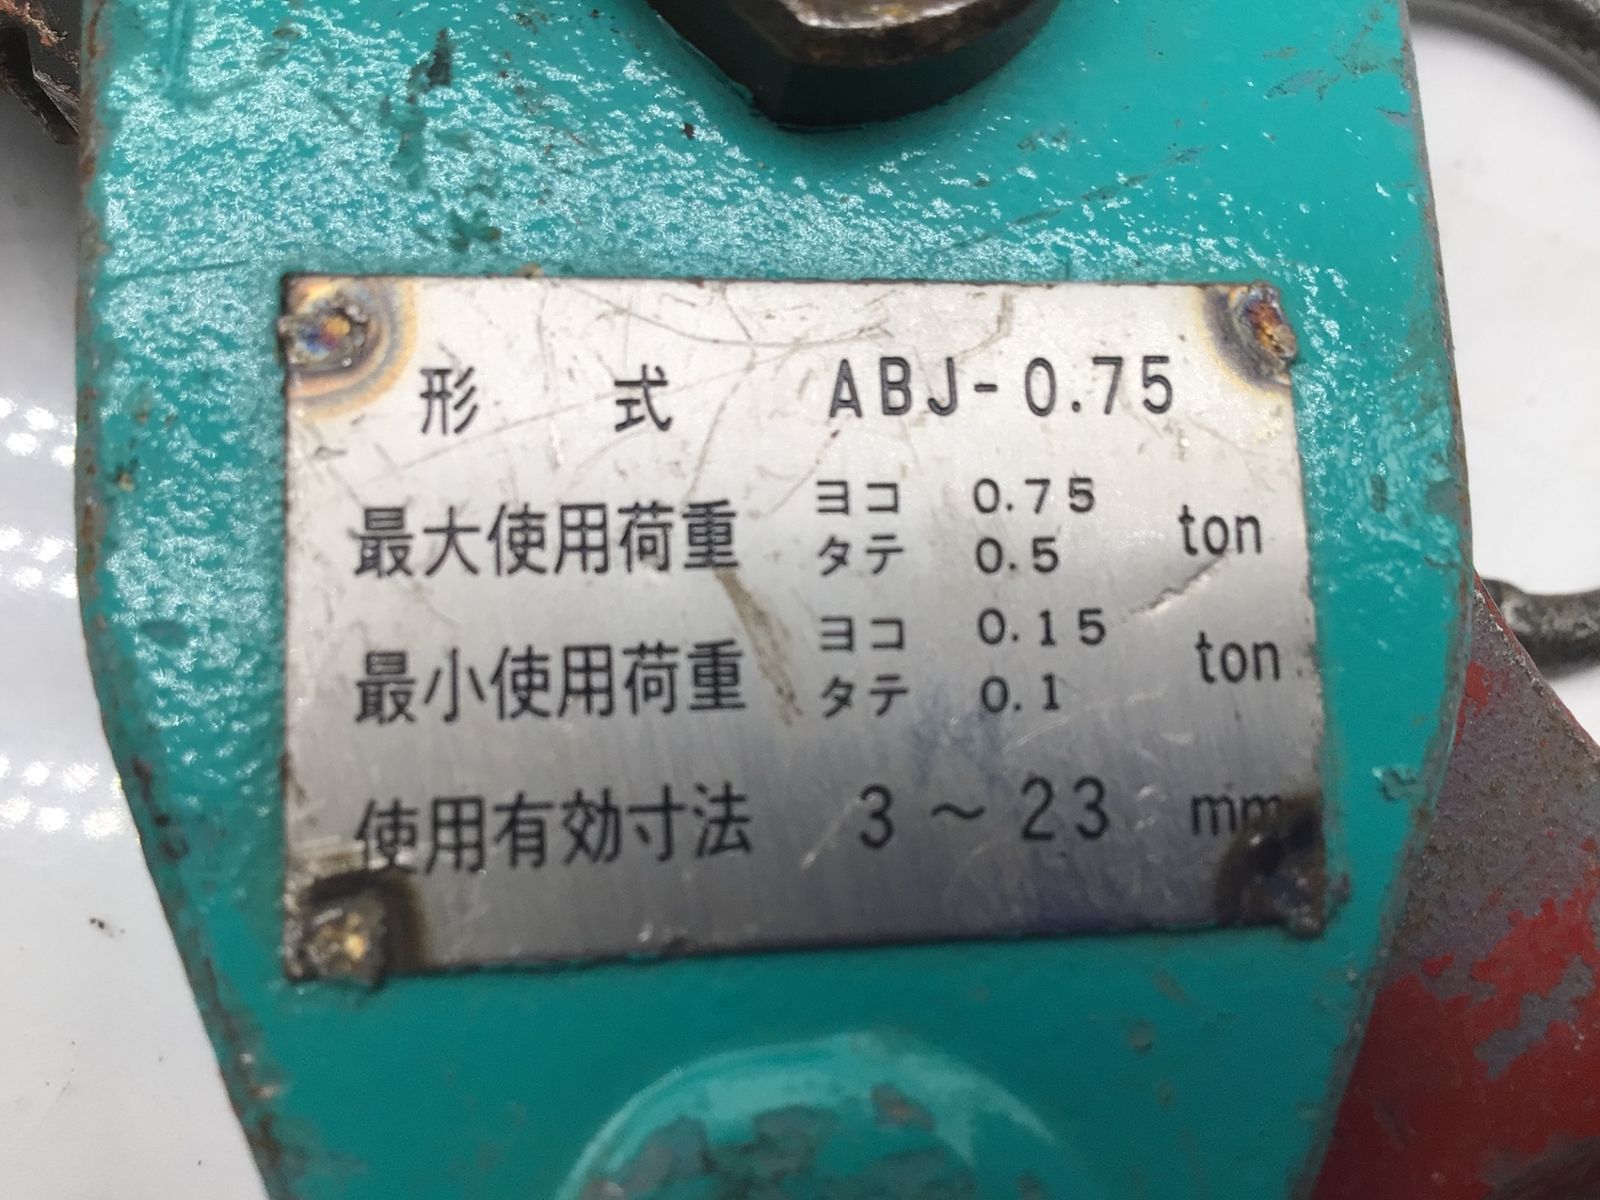 形 式 ABJ-0.75
最大使用荷重 ヨコ 0.75 ton
タテ 0.5
最小使用荷重 ヨコ 0.15 ton
タテ 0.1
使用有効寸法 3～23 mm